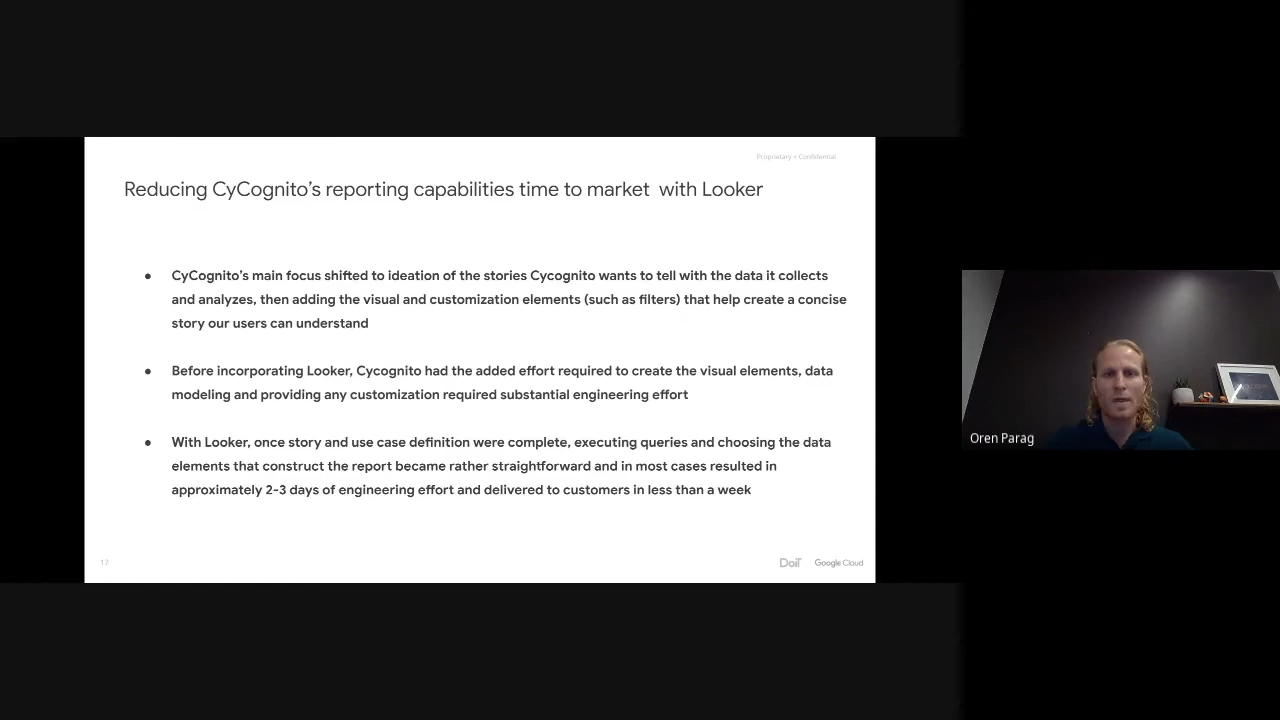 Proprietary + Confidential
Reducing CyCognito's reporting capabilities time to market  with Looker
● CyCognito's main focus shifted to ideation of the stories Cycognito wants to tell with the data it collects
and analyzes, then adding the visual and customization elements (such as filters) that help create a concise
story our users can understand
● Before incorporating Looker, Cycognito had the added effort required to create the visual elements, data
modeling and providing any customization required substantial engineering effort
● With Looker, once story and use case definition were complete, executing queries and choosing the data
elements that construct the report became rather straightforward and in most cases resulted in
approximately 2-3 days of engineering effort and delivered to customers in less than a week
17
DoiT
Google Cloud
Oren Parag